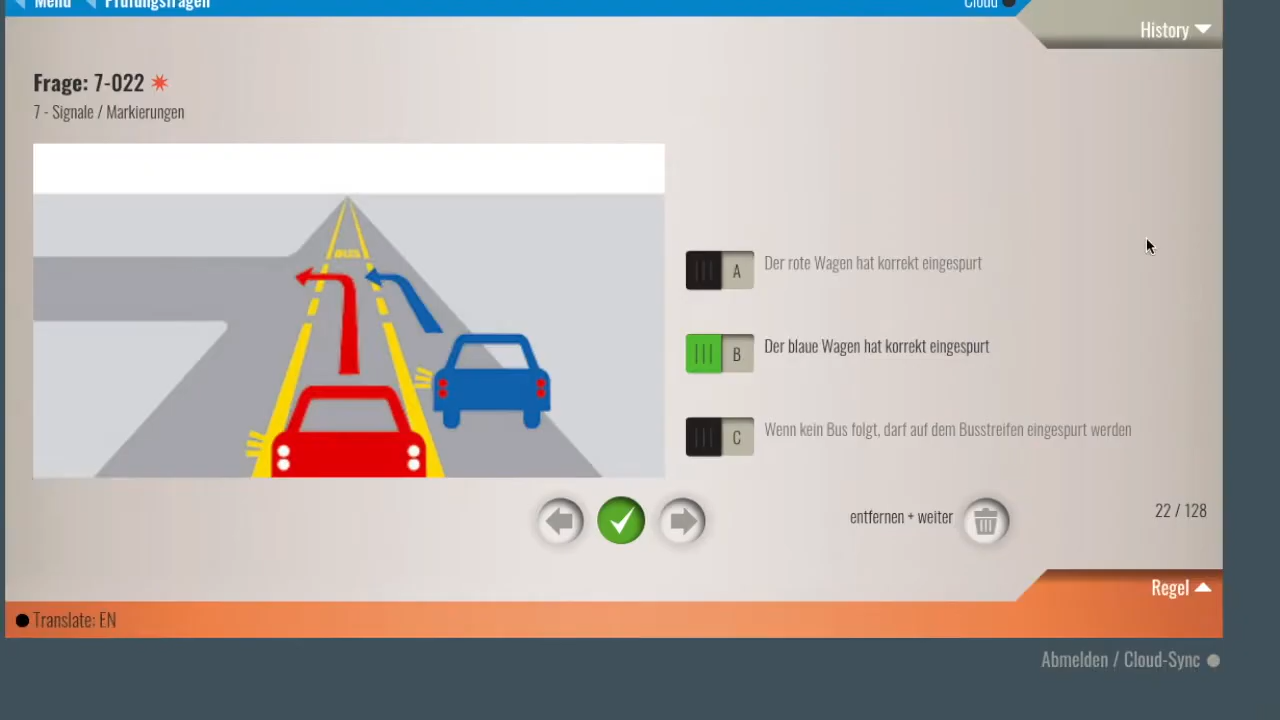 Menü
Prüfungsfragen
Cloud
History
Frage: 7-022
7 - Signale / Markierungen
BUS
A
Der rote Wagen hat korrekt eingespurt
B
Der blaue Wagen hat korrekt eingespurt
C
Wenn kein Bus folgt, darf auf dem Busstreifen eingespurt werden
entfernen + weiter
22 / 128
Regel
Translate: EN
Abmelden / Cloud-Sync